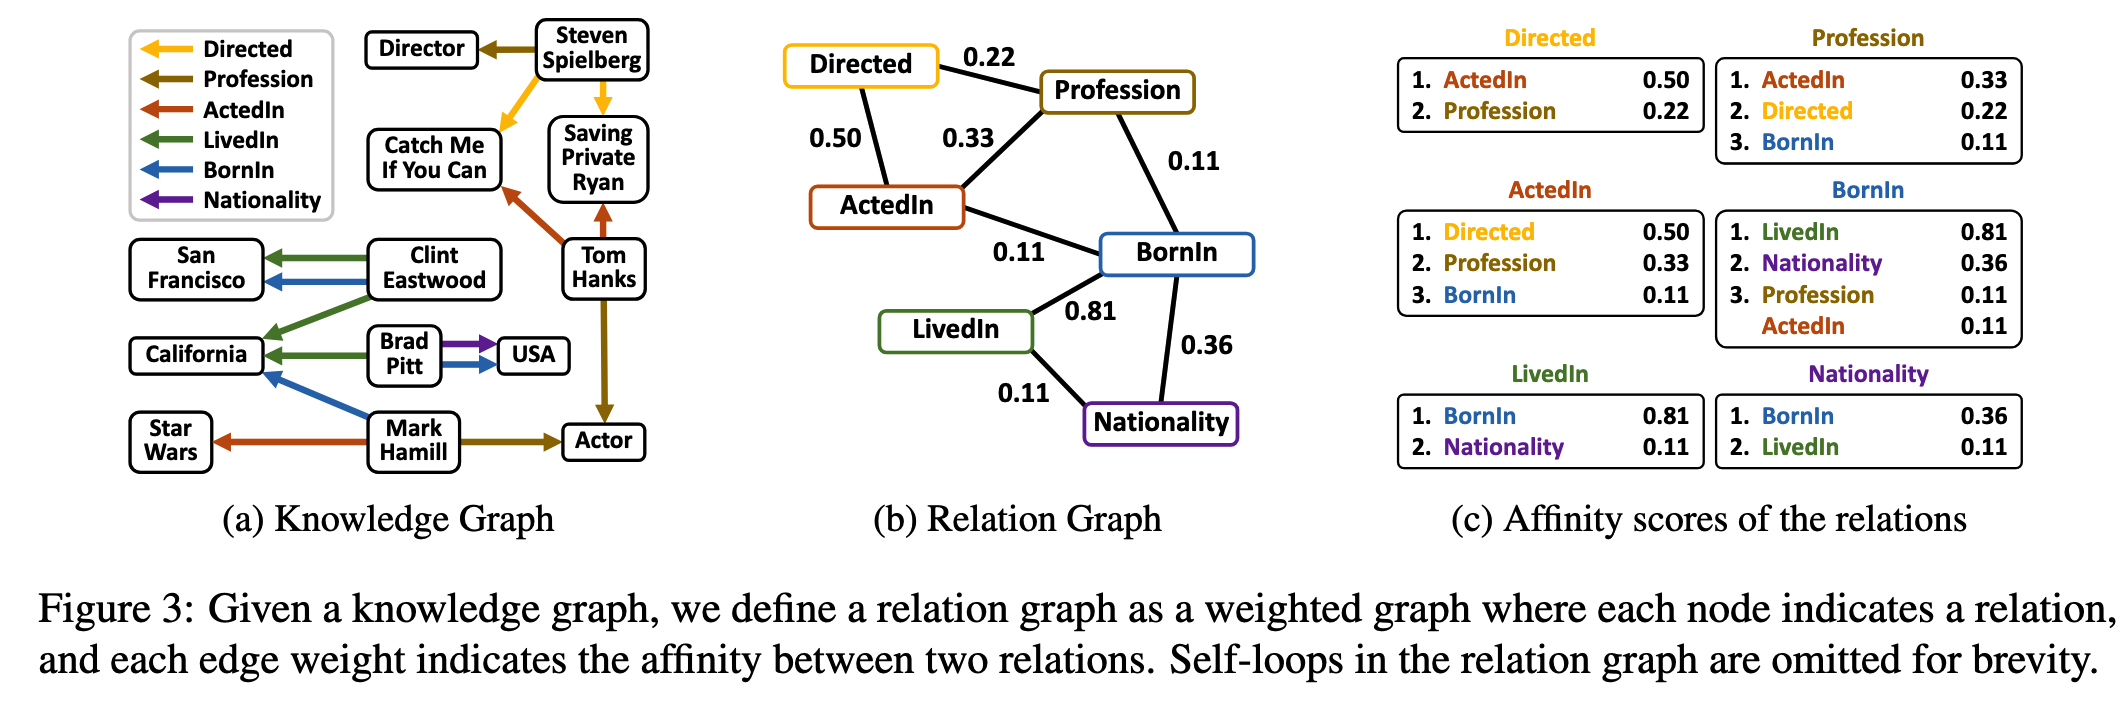 Directed
Profession
ActedIn
LivedIn
BornIn
Nationality
Director
Steven
Spielberg
Catch Me
If You Can
Saving
Private
Ryan
San
Francisco
Clint
Eastwood
Tom
Hanks
California
Brad
Pitt
USA
Star
Wars
Mark
Hamill
Actor
(a) Knowledge Graph
Directed
0.22
Profession
0.50
0.33
0.11
ActedIn
0.11
BornIn
LivedIn
0.81
0.36
0.11
Nationality
(b) Relation Graph
Directed
1. ActedIn 0.50
2. Profession 0.22
Profession
1. ActedIn 0.33
2. Directed 0.22
3. BornIn 0.11
ActedIn
1. Directed 0.50
2. Profession 0.33
3. BornIn 0.11
BornIn
1. LivedIn 0.81
2. Nationality 0.36
3. Profession 0.11
ActedIn 0.11
LivedIn
1. BornIn 0.81
2. Nationality 0.11
Nationality
1. BornIn 0.36
2. LivedIn 0.11
(c) Affinity scores of the relations
Figure 3: Given a knowledge graph, we define a relation graph as a weighted graph where each node indicates a relation,
and each edge weight indicates the affinity between two relations. Self-loops in the relation graph are omitted for brevity.